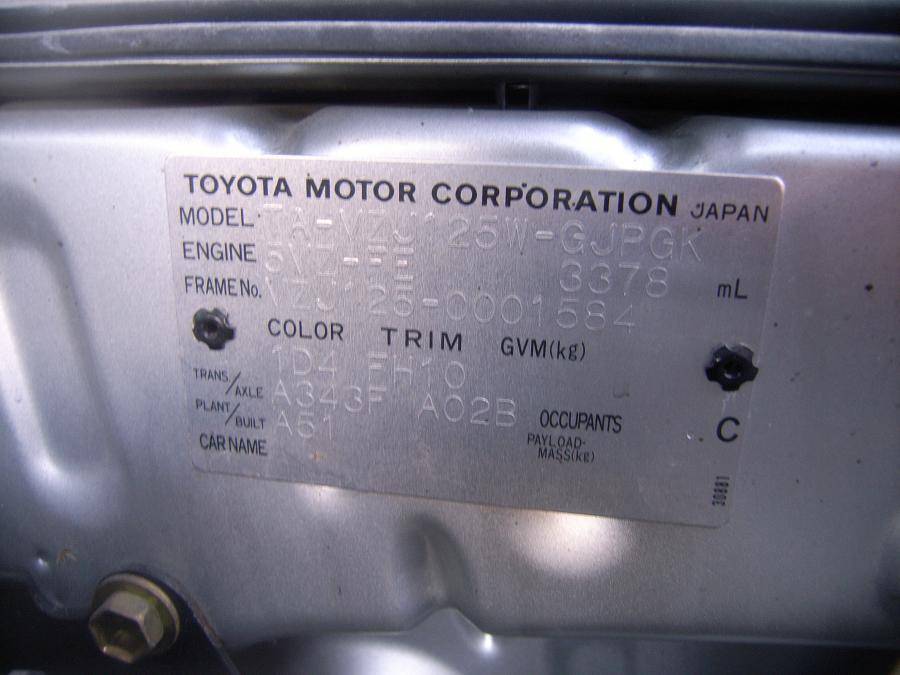 TOYOTA MOTOR CORPORATION JAPAN
MODEL TA-VZJ125W-GJPGK
ENGINE 5VZ-FE 3378 mL
FRAME No. VZJ125-0001584
COLOR TRIM GVM(kg)
1D4 FH10
TRANS./AXLE A343F A02B
PLANT/BUILT A51 OCCUPANTS C
CAR NAME PAYLOAD-MASS(kg)
30881